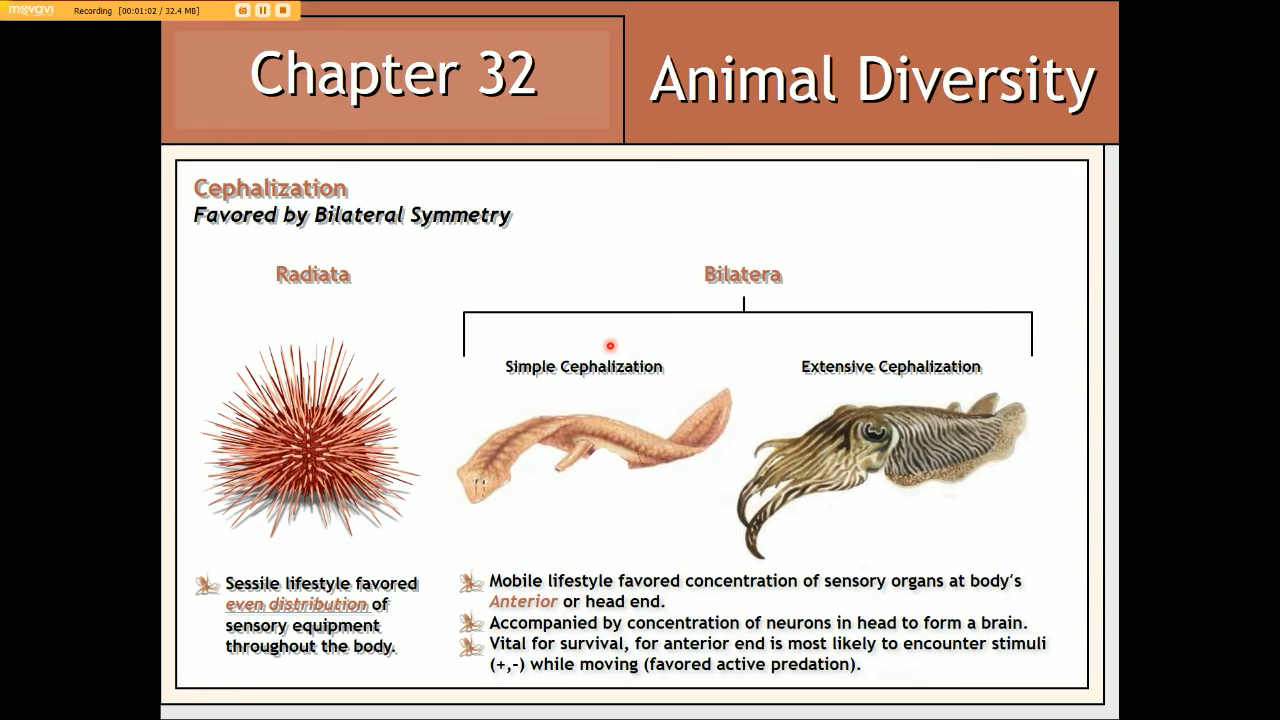 movavi Recording [00:01:02 / 32.4 MB]
Chapter 32
Animal Diversity
Cephalization
Favored by Bilateral Symmetry
Radiata
Bilatera
Simple Cephalization
Extensive Cephalization
Sessile lifestyle favored
even distribution of
sensory equipment
throughout the body.
Mobile lifestyle favored concentration of sensory organs at body's
Anterior or head end.
Accompanied by concentration of neurons in head to form a brain.
Vital for survival, for anterior end is most likely to encounter stimuli
(+,-) while moving (favored active predation).